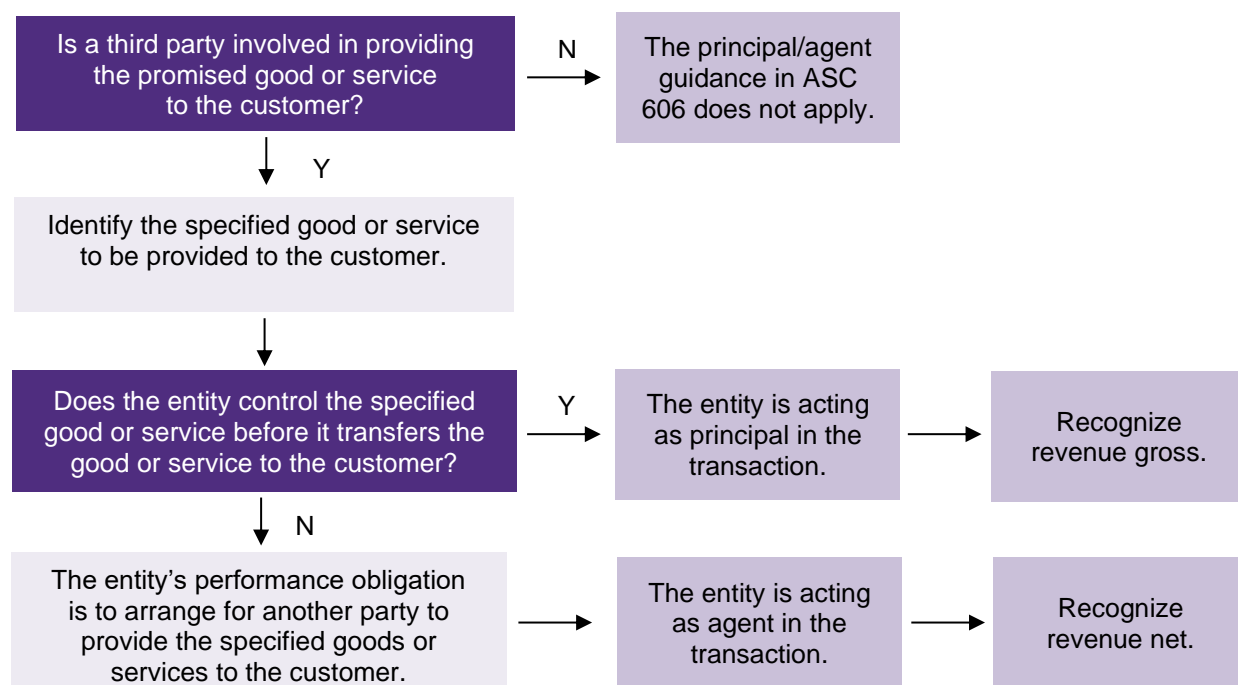 Is a third party involved in providing
the promised good or service
to the customer?
N
The principal/agent
guidance in ASC
606 does not apply.
Y
Identify the specified good or service
to be provided to the customer.
Does the entity control the specified
good or service before it transfers the
good or service to the customer?
Y
The entity is acting
as principal in the
transaction.
Recognize
revenue gross.
N
The entity’s performance obligation
is to arrange for another party to
provide the specified goods or
services to the customer.
The entity is acting
as agent in the
transaction.
Recognize
revenue net.